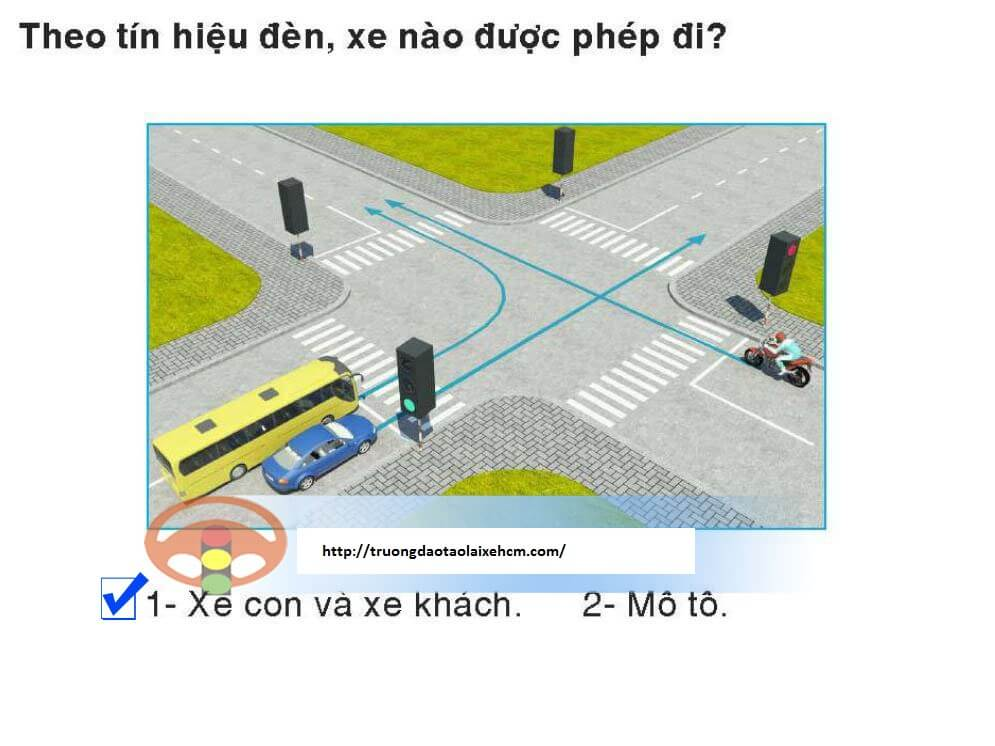 Theo tín hiệu đèn, xe nào được phép đi?
http://truongdaotaolaixehcm.com/
1- Xe con và xe khách. 2- Mô tô.